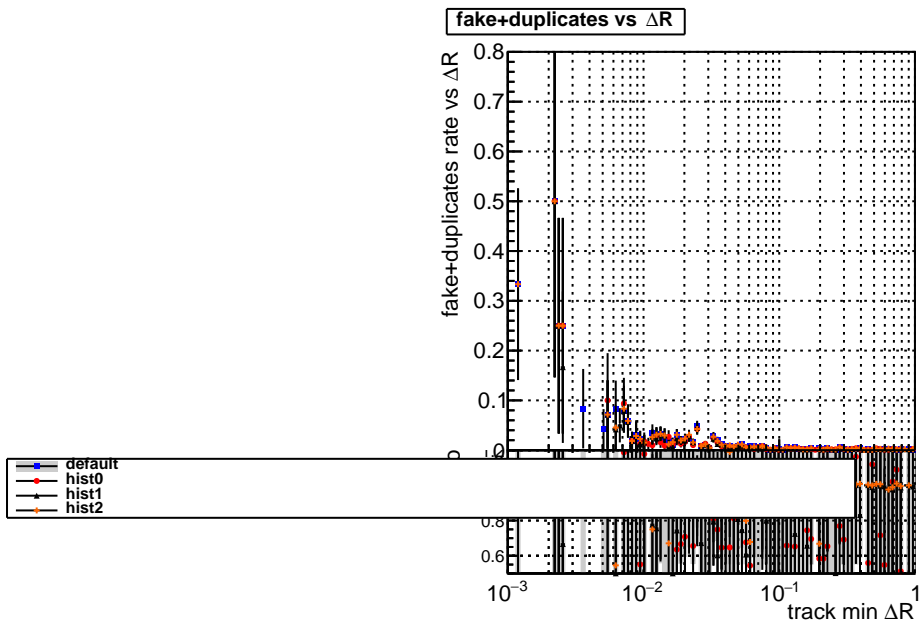 fake+duplicates vs ΔR
fake+duplicates rate vs ΔR
0.8
0.7
0.6
0.5
0.4
0.3
0.2
0.1
0
default
hist0
hist1
hist2
0.8
0.6
10⁻³
10⁻²
10⁻¹
1
track min ΔR